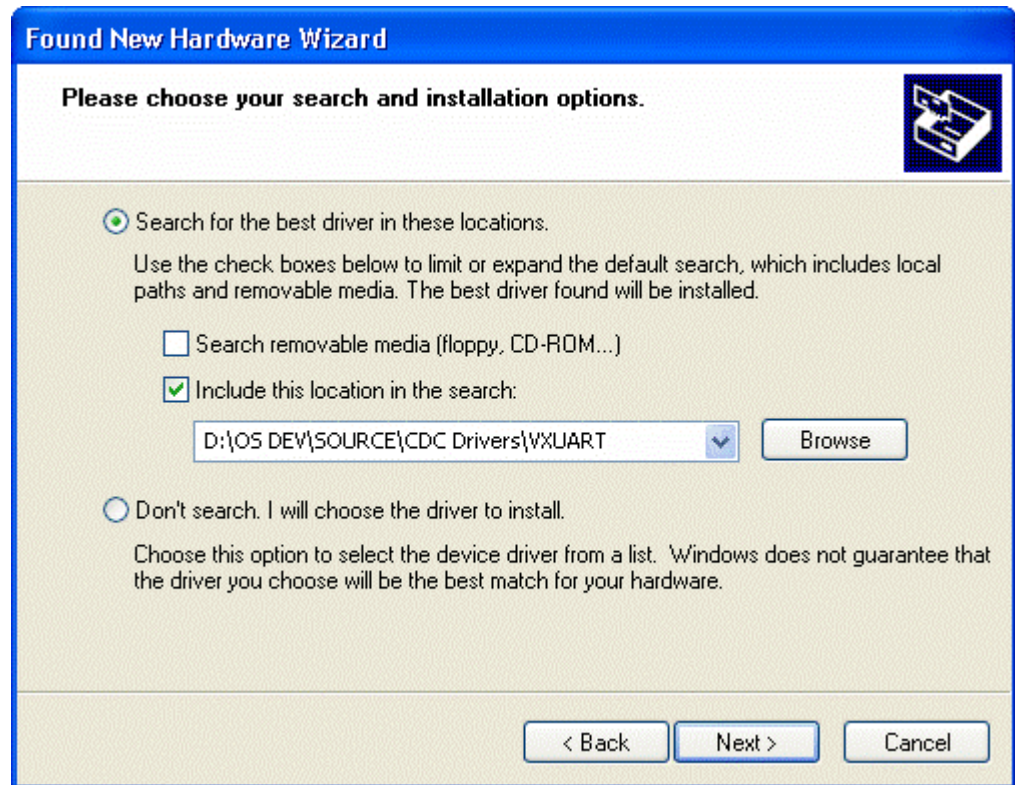 Found New Hardware Wizard
Please choose your search and installation options.
Search for the best driver in these locations.
Use the check boxes below to limit or expand the default search, which includes local
paths and removable media. The best driver found will be installed.
Search removable media (floppy, CD-ROM...)
Include this location in the search:
D:\OS DEV\SOURCE\CDC Drivers\VXUART
Browse
Don't search. I will choose the driver to install.
Choose this option to select the device driver from a list.  Windows does not guarantee that
the driver you choose will be the best match for your hardware.
< Back
Next >
Cancel